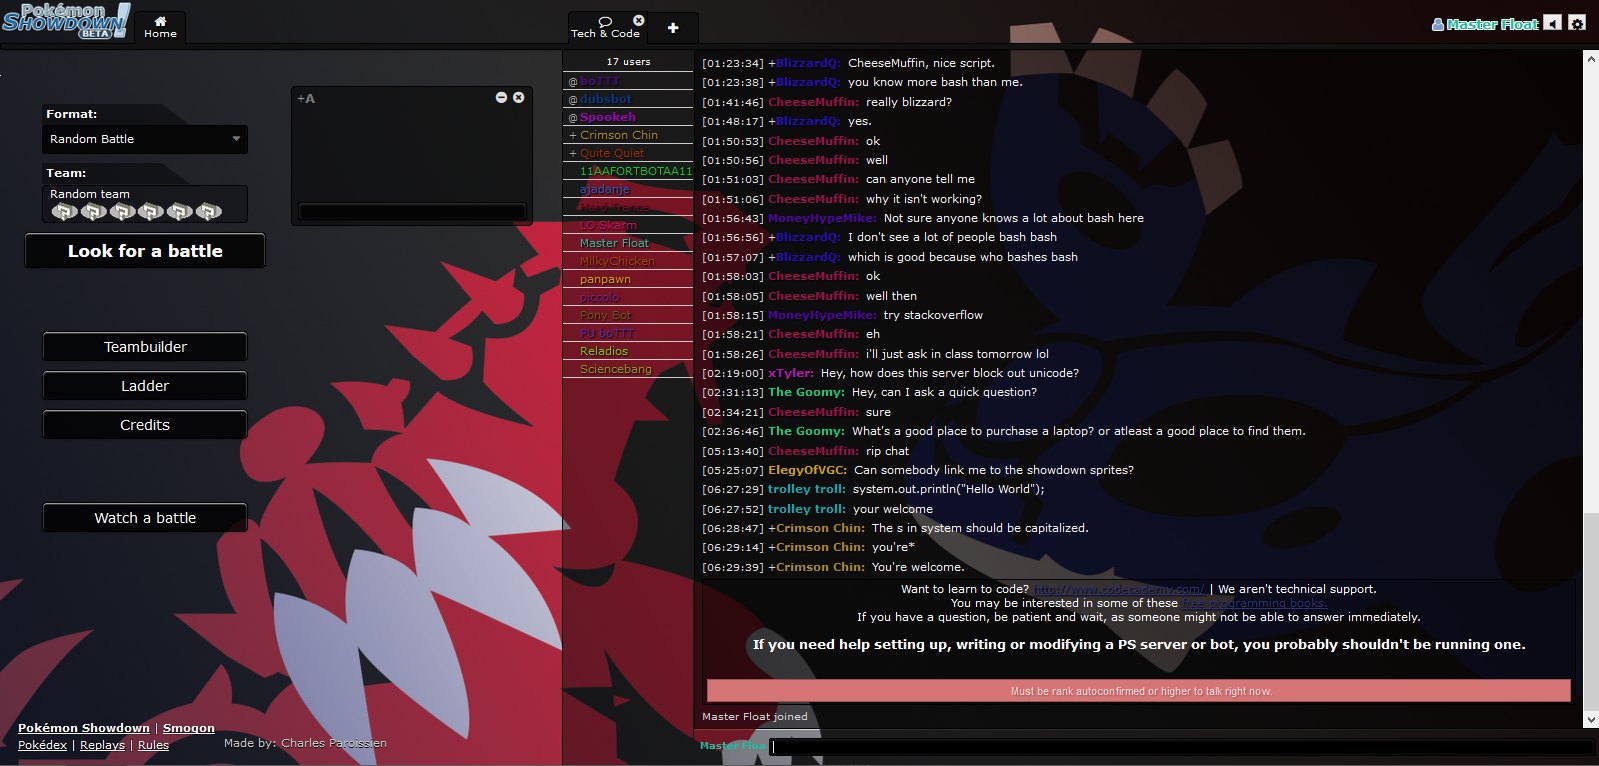 Pokémon
SHOWDOWN!
BETA
Home
Tech & Code
Master Float
Format:
Random Battle
Team:
Random team
Look for a battle
Teambuilder
Ladder
Credits
Watch a battle
Pokémon Showdown | Smogon
Pokédex | Replays | Rules
Made by: Charles Paroissien
+A
17 users
@boTTT
@dubsbot
@Spookeh
+Crimson Chin
+Quite Quiet
11AAFORTBOTAA11
ajadanje
Hard Trance
LO Skarm
Master Float
MilkyChicken
panpawn
piccolo
Pony Bot
PU boTTT
Reladios
Sciencebang
[01:23:34] +BlizzardQ: CheeseMuffin, nice script.
[01:23:38] +BlizzardQ: you know more bash than me.
[01:41:46] CheeseMuffin: really blizzard?
[01:48:17] +BlizzardQ: yes.
[01:50:53] CheeseMuffin: ok
[01:50:56] CheeseMuffin: well
[01:51:03] CheeseMuffin: can anyone tell me
[01:51:06] CheeseMuffin: why it isn't working?
[01:56:43] MoneyHypeMike: Not sure anyone knows a lot about bash here
[01:56:56] +BlizzardQ: I don't see a lot of people bash bash
[01:57:07] +BlizzardQ: which is good because who bashes bash
[01:58:03] CheeseMuffin: ok
[01:58:05] CheeseMuffin: well then
[01:58:15] MoneyHypeMike: try stackoverflow
[01:58:21] CheeseMuffin: eh
[01:58:26] CheeseMuffin: i'll just ask in class tomorrow lol
[02:19:00] xTyler: Hey, how does this server block out unicode?
[02:31:13] The Goomy: Hey, can I ask a quick question?
[02:34:21] CheeseMuffin: sure
[02:36:46] The Goomy: What's a good place to purchase a laptop? or atleast a good place to find them.
[05:13:40] CheeseMuffin: rip chat
[05:25:07] ElegyOfVGC: Can somebody link me to the showdown sprites?
[06:27:29] trolley troll: system.out.println("Hello World");
[06:27:52] trolley troll: your welcome
[06:28:47] +Crimson Chin: The s in system should be capitalized.
[06:29:14] +Crimson Chin: you're*
[06:29:39] +Crimson Chin: You're welcome.
Want to learn to code? http://www.codecademy.com/ | We aren't technical support.
You may be interested in some of these free programming books.
If you have a question, be patient and wait, as someone might not be able to answer immediately.
If you need help setting up, writing or modifying a PS server or bot, you probably shouldn't be running one.
Must be rank autoconfirmed or higher to talk right now.
Master Float joined
Master Floa